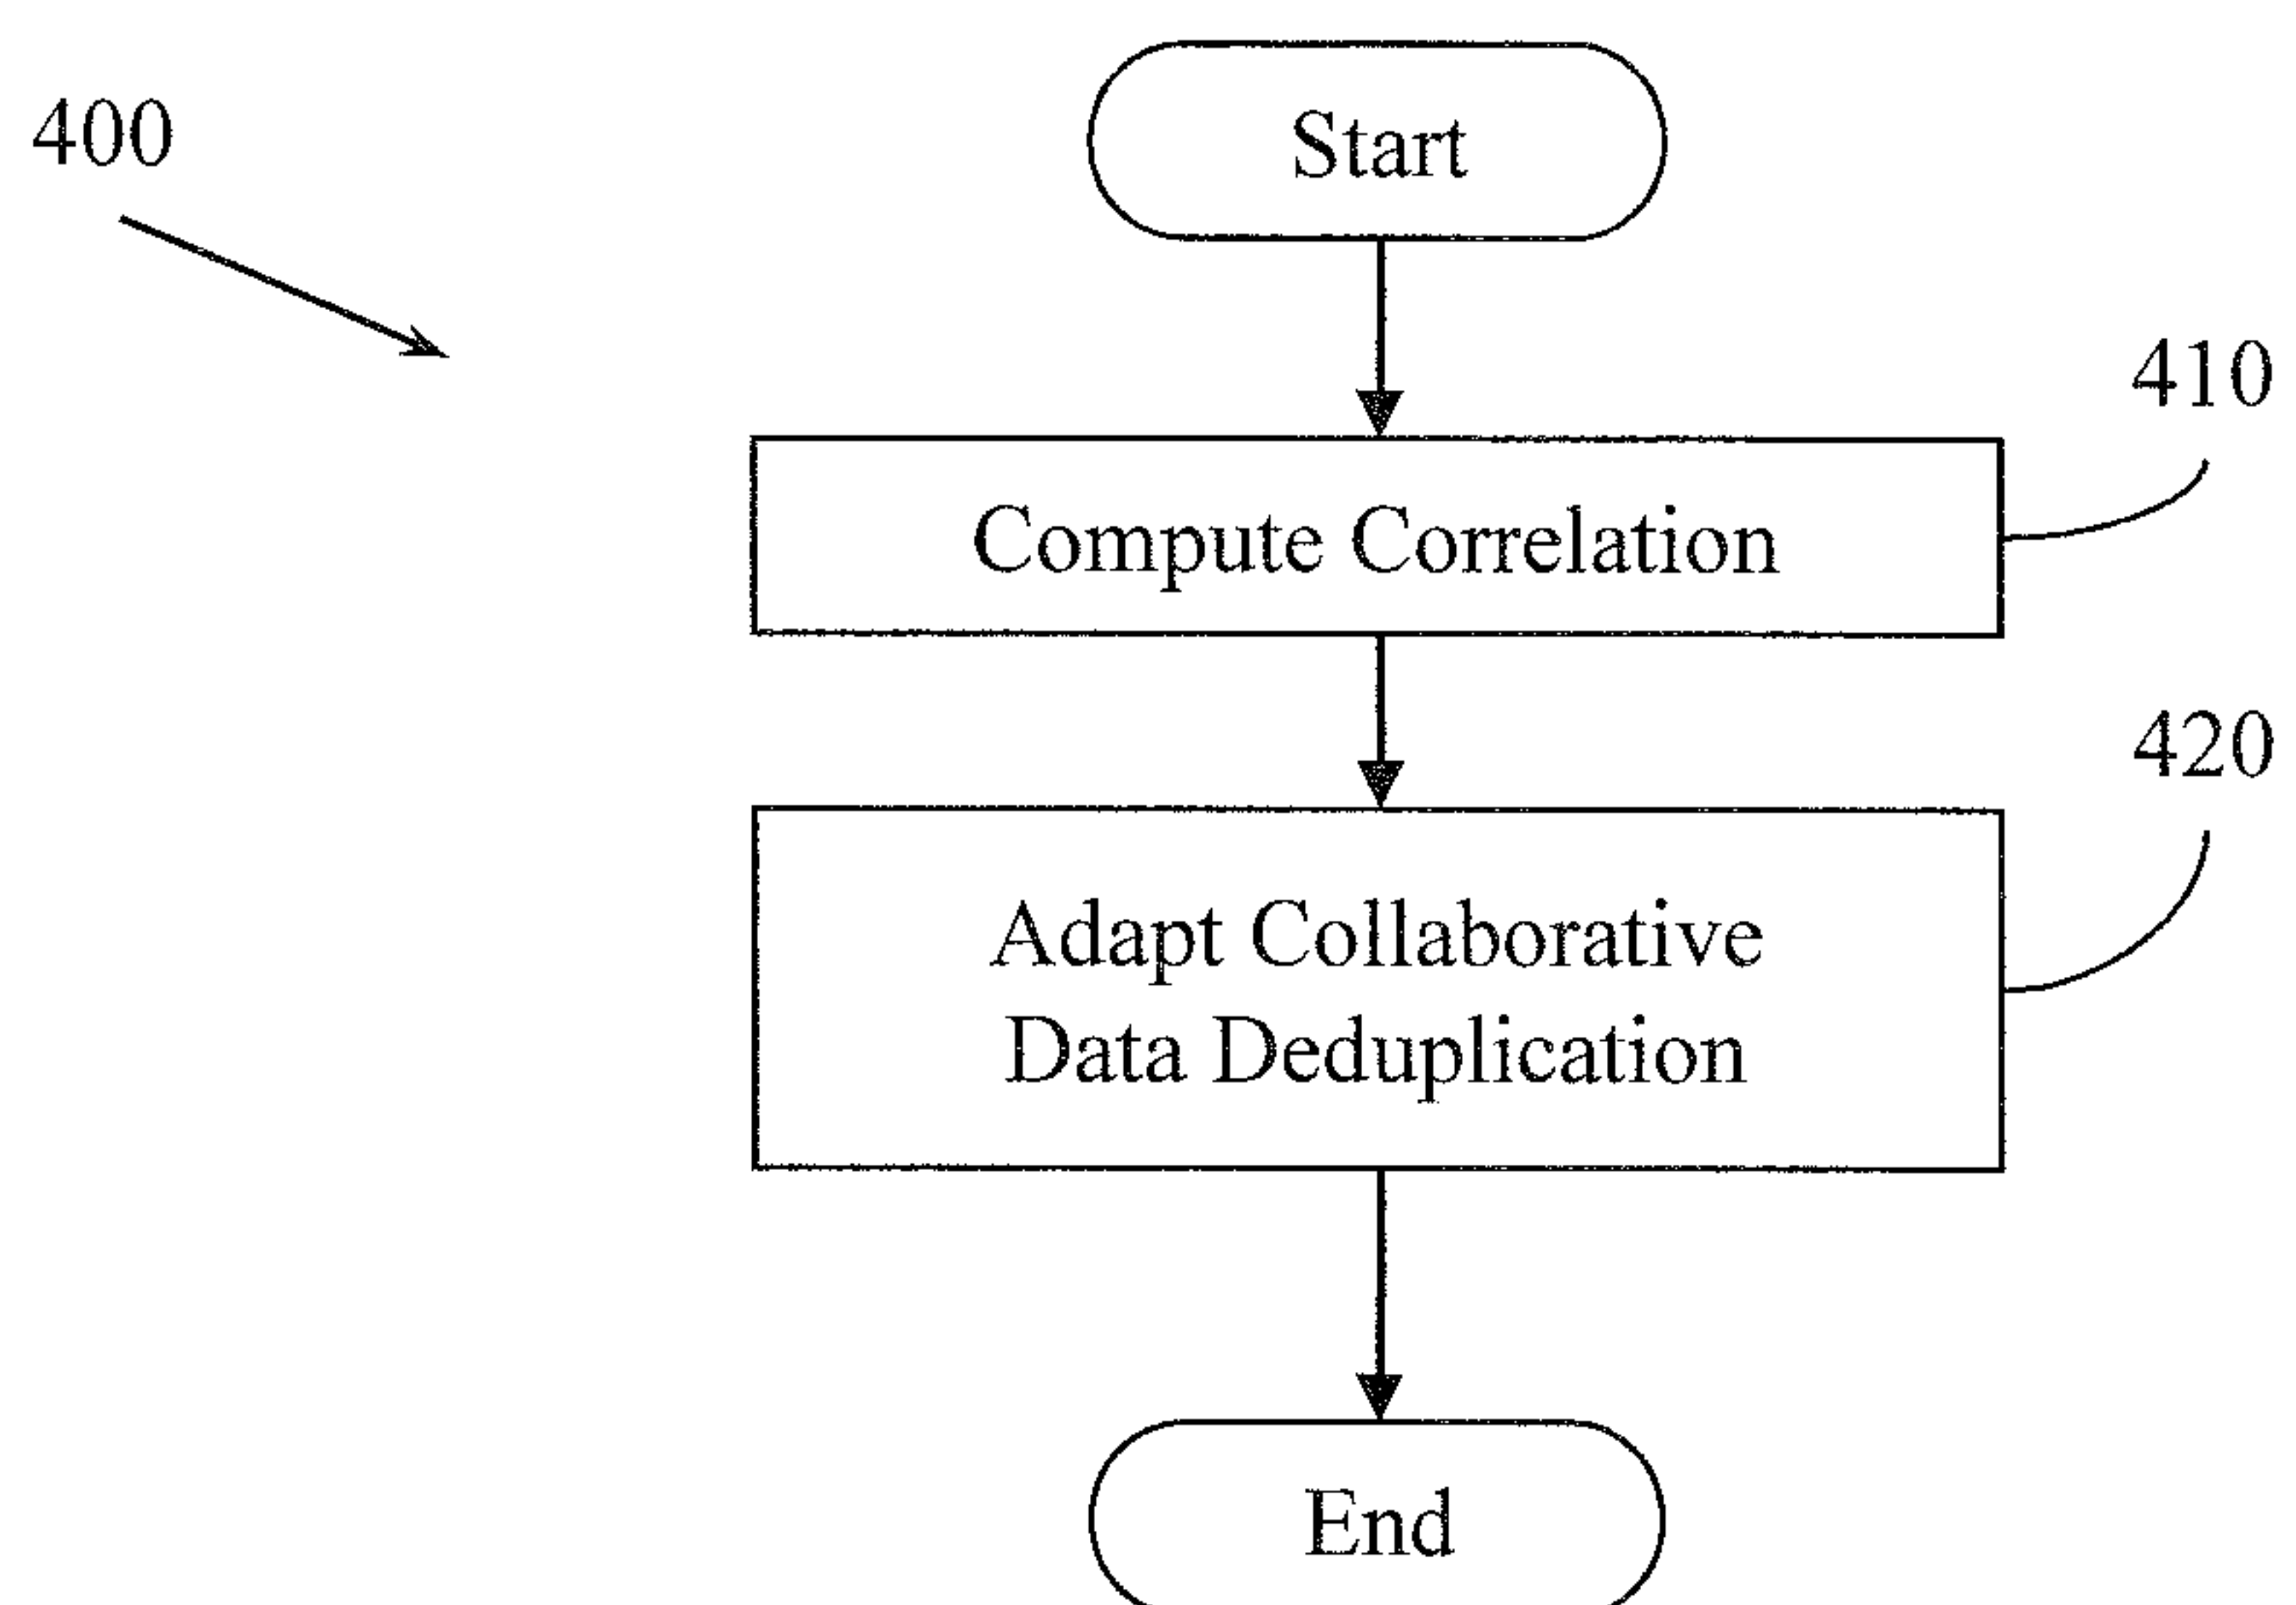 400
Start
410
Compute Correlation
420
Adapt Collaborative
Data Deduplication
End